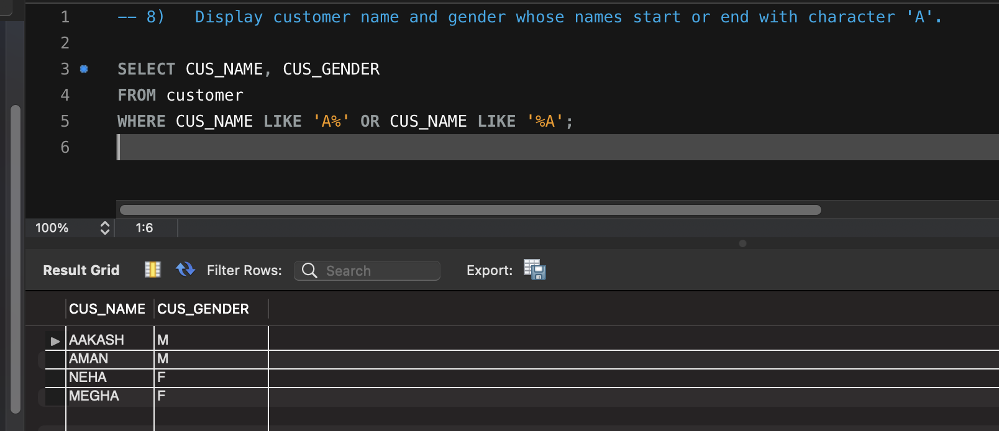 1 -- 8) Display customer name and gender whose names start or end with character 'A'.
2
3 SELECT CUS_NAME, CUS_GENDER
4 FROM customer
5 WHERE CUS_NAME LIKE 'A%' OR CUS_NAME LIKE '%A';
6
100% 1:6
Result Grid Filter Rows: Search Export:
CUS_NAME CUS_GENDER
AAKASH M
AMAN M
NEHA F
MEGHA F